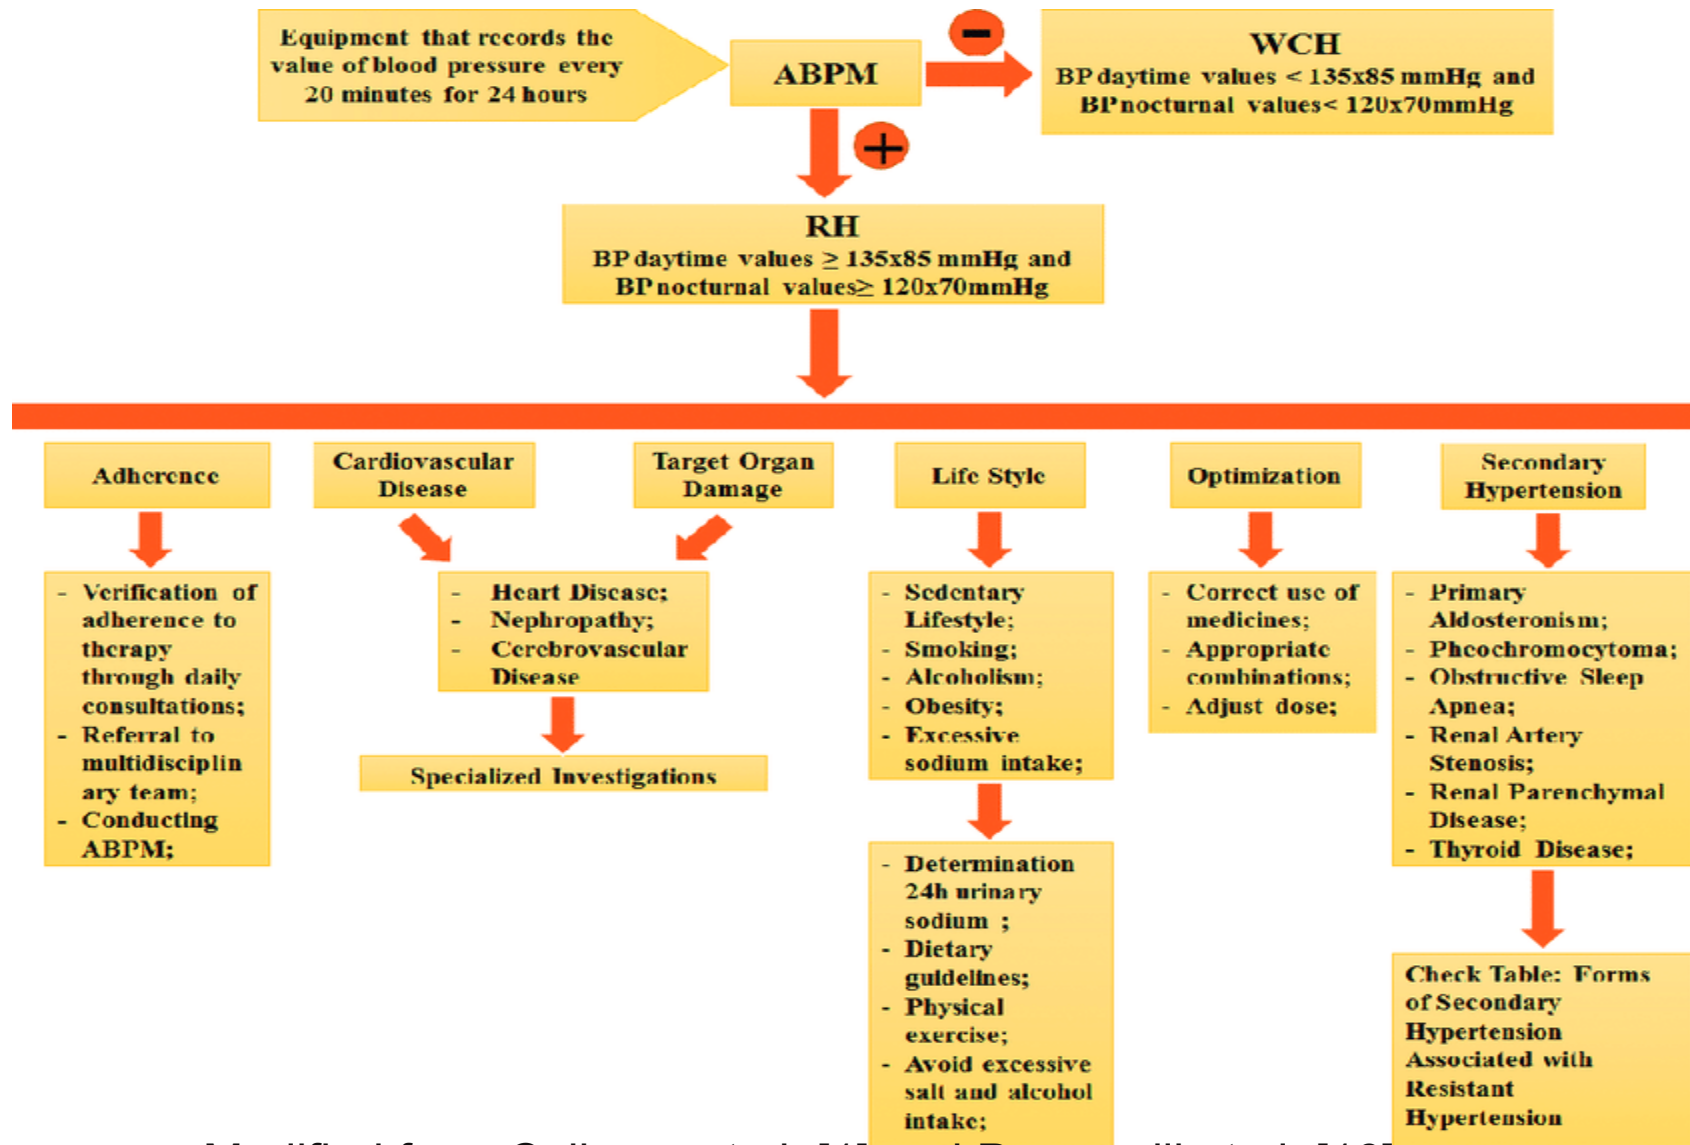 Equipment that records the
value of blood pressure every
20 minutes for 24 hours
ABPM
WCH
BP daytime values < 135x85 mmHg and
BP nocturnal values< 120x70mmHg
RH
BP daytime values ≥ 135x85 mmHg and
BP nocturnal values≥ 120x70mmHg
Adherence
- Verification of
adherence to
therapy
through daily
consultations;
- Referral to
multidisciplin
ary team;
- Conducting
ABPM;
Cardiovascular
Disease
Target Organ
Damage
- Heart Disease;
- Nephropathy;
- Cerebrovascular
Disease
Specialized Investigations
Life Style
- Sedentary
Lifestyle;
- Smoking;
- Alcoholism;
- Obesity;
- Excessive
sodium intake;
- Determination
24h urinary
sodium ;
- Dietary
guidelines;
- Physical
exercise;
- Avoid excessive
salt and alcohol
intake;
Optimization
- Correct use of
medicines;
- Appropriate
combinations;
- Adjust dose;
Secondary
Hypertension
- Primary
Aldosteronism;
- Pheochromocytoma;
- Obstructive Sleep
Apnea;
- Renal Artery
Stenosis;
- Renal Parenchymal
Disease;
- Thyroid Disease;
Check Table: Forms
of Secondary
Hypertension
Associated with
Resistant
Hypertension